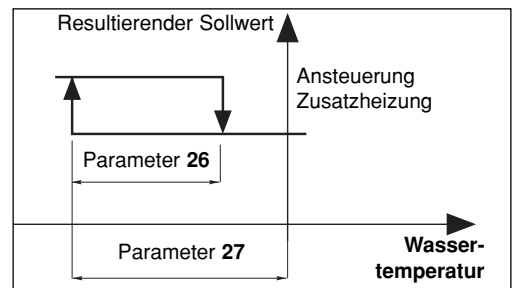 Resultierender Sollwert
Ansteuerung
Zusatzheizung
Parameter 26
Parameter 27
Wasser-
temperatur